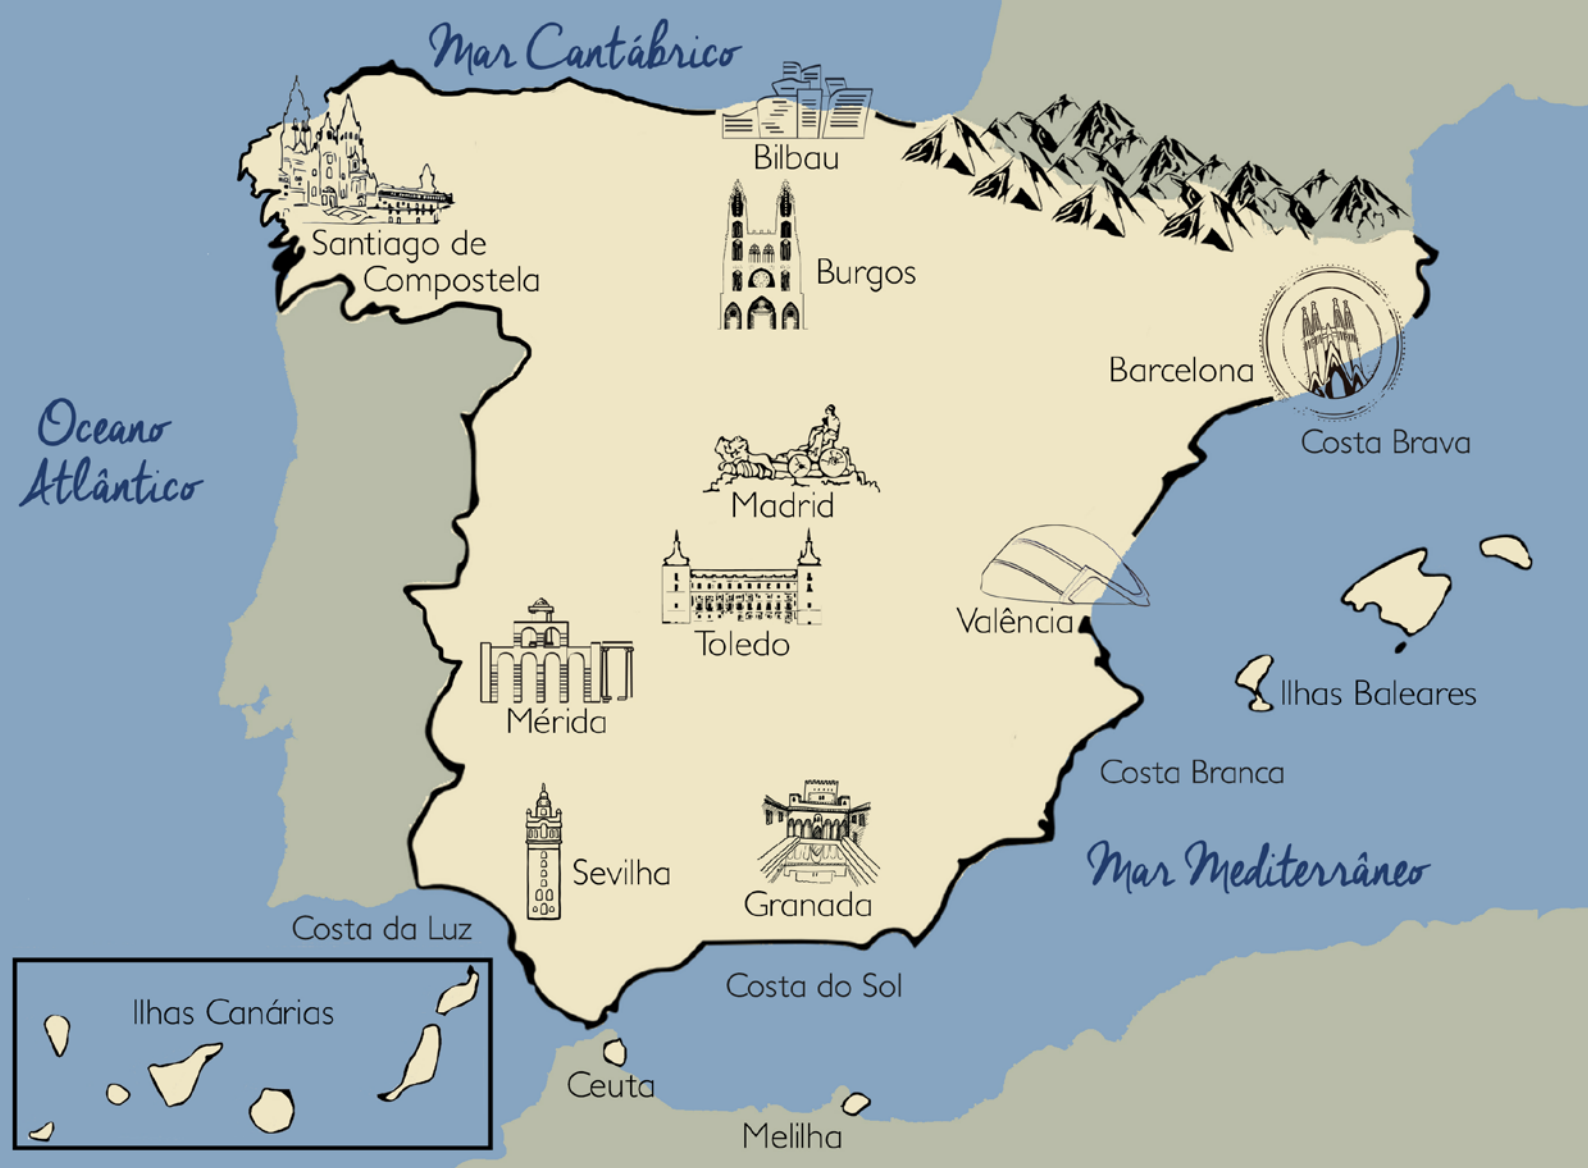 Mar Cantábrico
Bilbau
Santiago de
Compostela
Burgos
Barcelona
Oceano
Atlântico
Costa Brava
Madrid
Valência
Toledo
Ilhas Baleares
Mérida
Costa Branca
Mar Mediterrâneo
Sevilha
Granada
Costa da Luz
Costa do Sol
Ilhas Canárias
Ceuta
Melilha